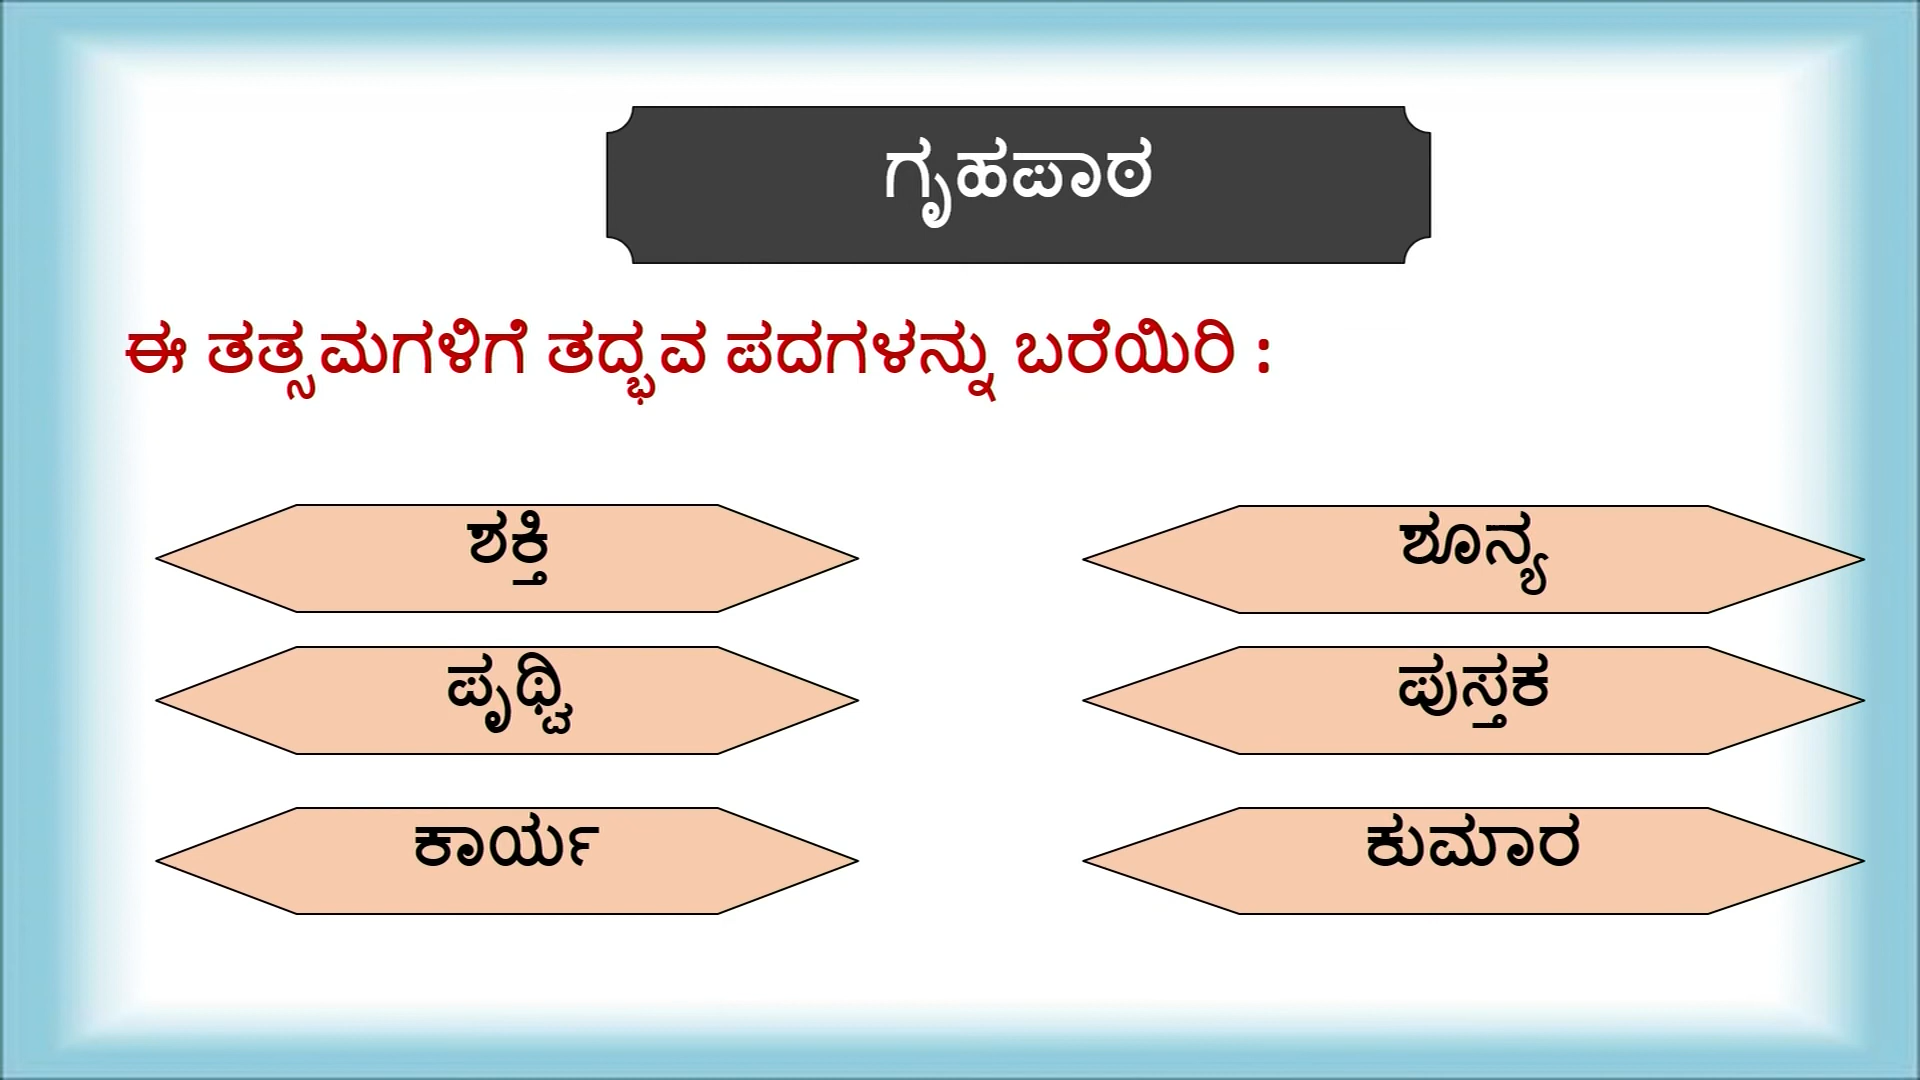 ಗೃಹಪಾಠ
ಈ ತತ್ಸಮಗಳಿಗೆ ತದ್ಭವ ಪದಗಳನ್ನು ಬರೆಯಿರಿ :
ಶಕ್ತಿ
ಶೂನ್ಯ
ಪೃಥ್ವಿ
ಪುಸ್ತಕ
ಕಾರ್ಯ
ಕುಮಾರ